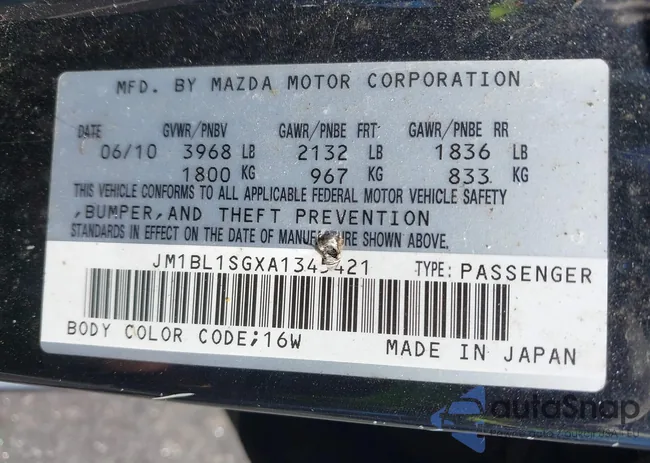 MFD. BY MAZDA MOTOR CORPORATION
DATE GVWR/PNBV GAWR/PNBE FRT: GAWR/PNBE RR
06/10 3968 LB 2132 LB 1836 LB
1800 KG 967 KG 833 KG
THIS VEHICLE CONFORMS TO ALL APPLICABLE FEDERAL MOTOR VEHICLE SAFETY
,BUMPER,AND THEFT PREVENTION
STANDARDS IN EFFECT ON THE DATE OF SHOWN ABOVE.
TYPE: PASSENGER
BODY COLOR CODE;16W
MADE IN JAPAN
autoSnap